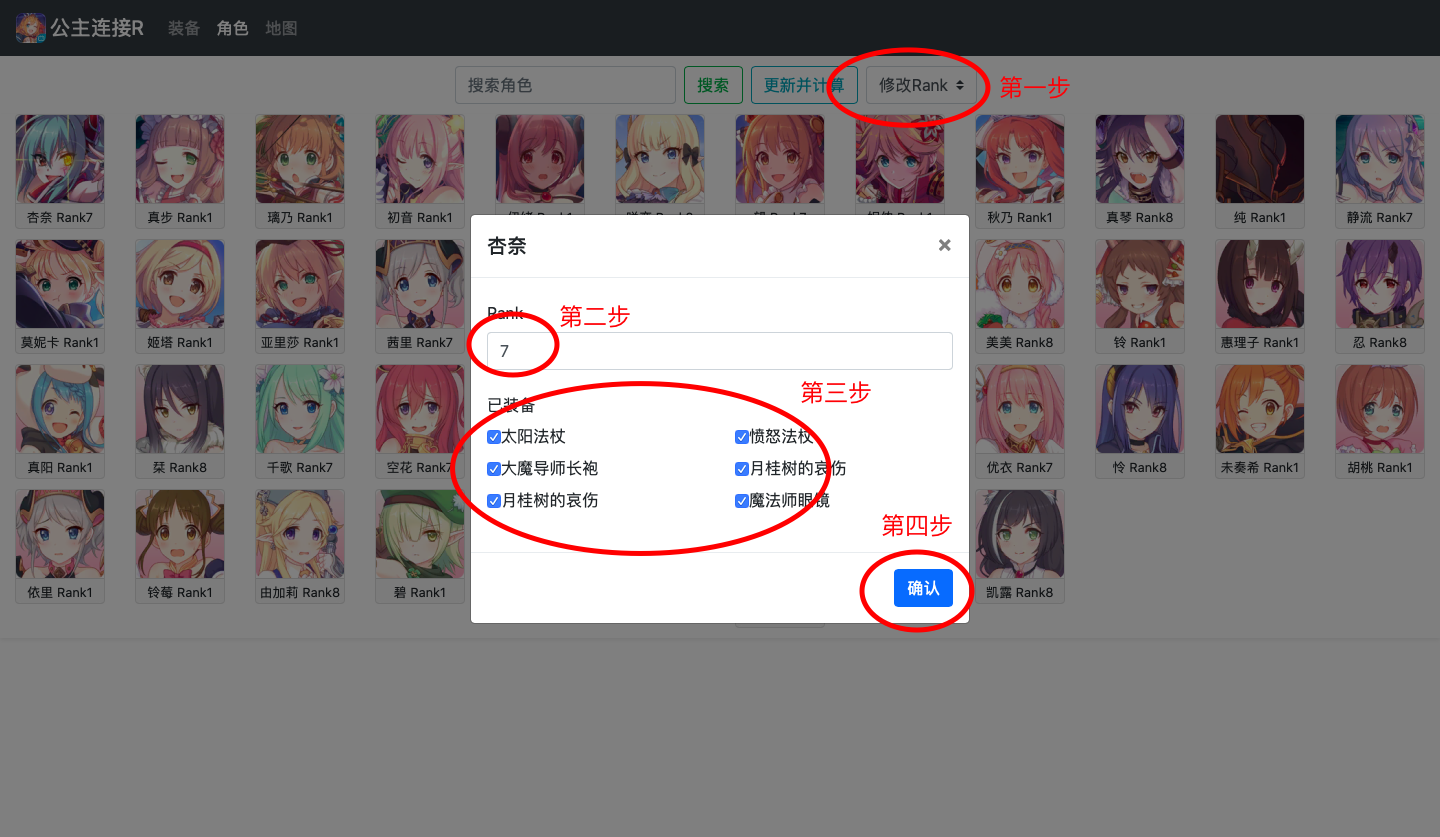 公主连接R 装备 角色 地图
搜索角色 搜索 更新并计算 修改Rank 第一步
杏奈 Rank7 真步 Rank1 璃乃 Rank1 初音 Rank1 秋乃 Rank1 真琴 Rank8 纯 Rank1 静流 Rank7
杏奈 ×
莫妮卡 Rank1 姬塔 Rank1 亚里莎 Rank1 茜里 Rank7 美美 Rank8 铃 Rank1 惠理子 Rank1 忍 Rank8
Rank 第二步
7
第三步
已装备
太阳法杖 愤怒法杖
真阳 Rank1 栞 Rank8 千歌 Rank7 空花 Rank7 优衣 Rank7 怜 Rank8 未奏希 Rank1 胡桃 Rank1
大魔导师长袍 月桂树的哀伤
月桂树的哀伤 魔法师眼镜
第四步
确认
依里 Rank1 铃莓 Rank1 由加莉 Rank8 碧 Rank1 凯露 Rank8